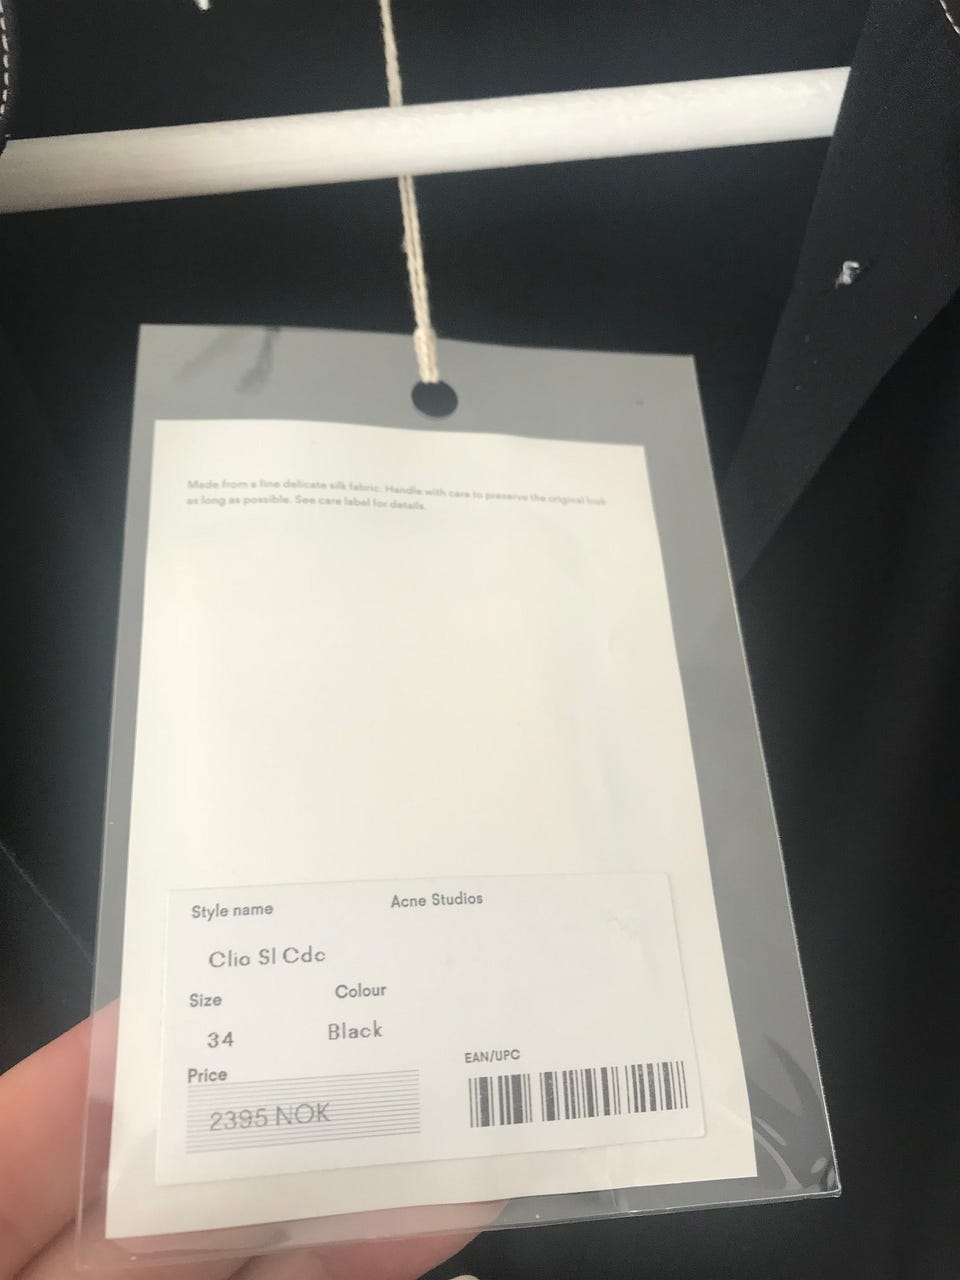 Made from a fine delicate silk fabric. Handle with care to preserve the original look
as long as possible. See care label for details.
Style name
Acne Studios
Clio Sl Cdc
Size
Colour
34
Black
Price
EAN/UPC
2395 NOK